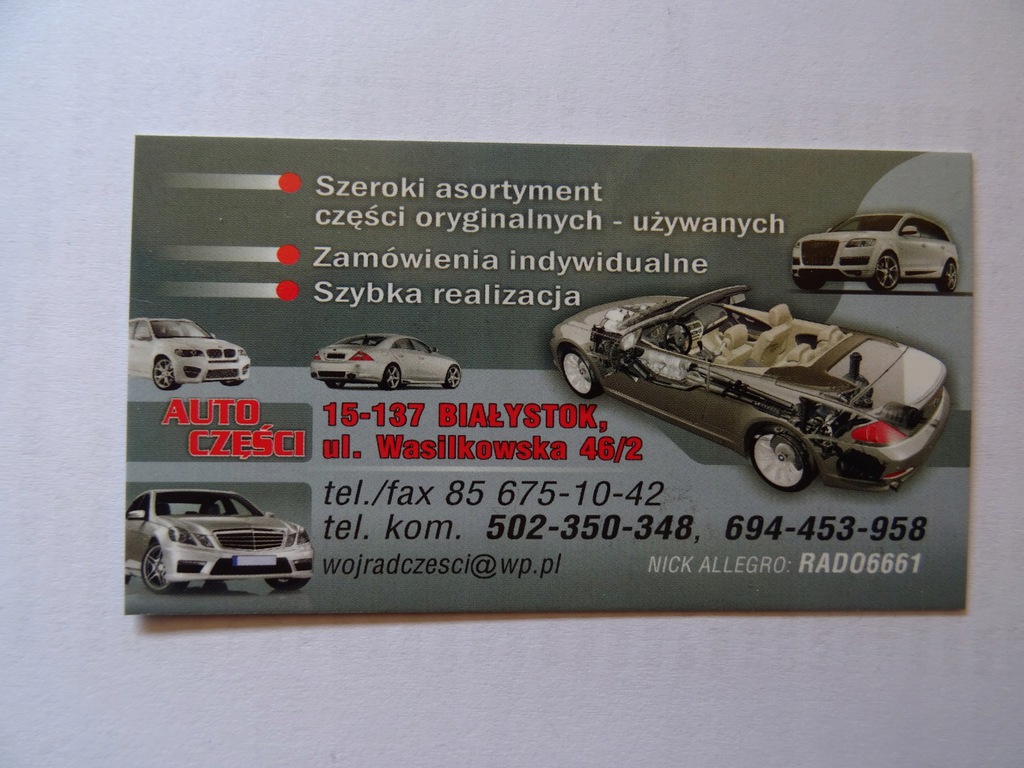 Szeroki asortyment
części oryginalnych - używanych
Zamówienia indywidualne
Szybka realizacja
AUTO
CZĘŚCI
15-137 BIAŁYSTOK,
ul. Wasilkowska 46/2
tel./fax 85 675-10-42
tel. kom. 502-350-348, 694-453-958
wojradczesci@wp.pl NICK ALLEGRO: RADO6661